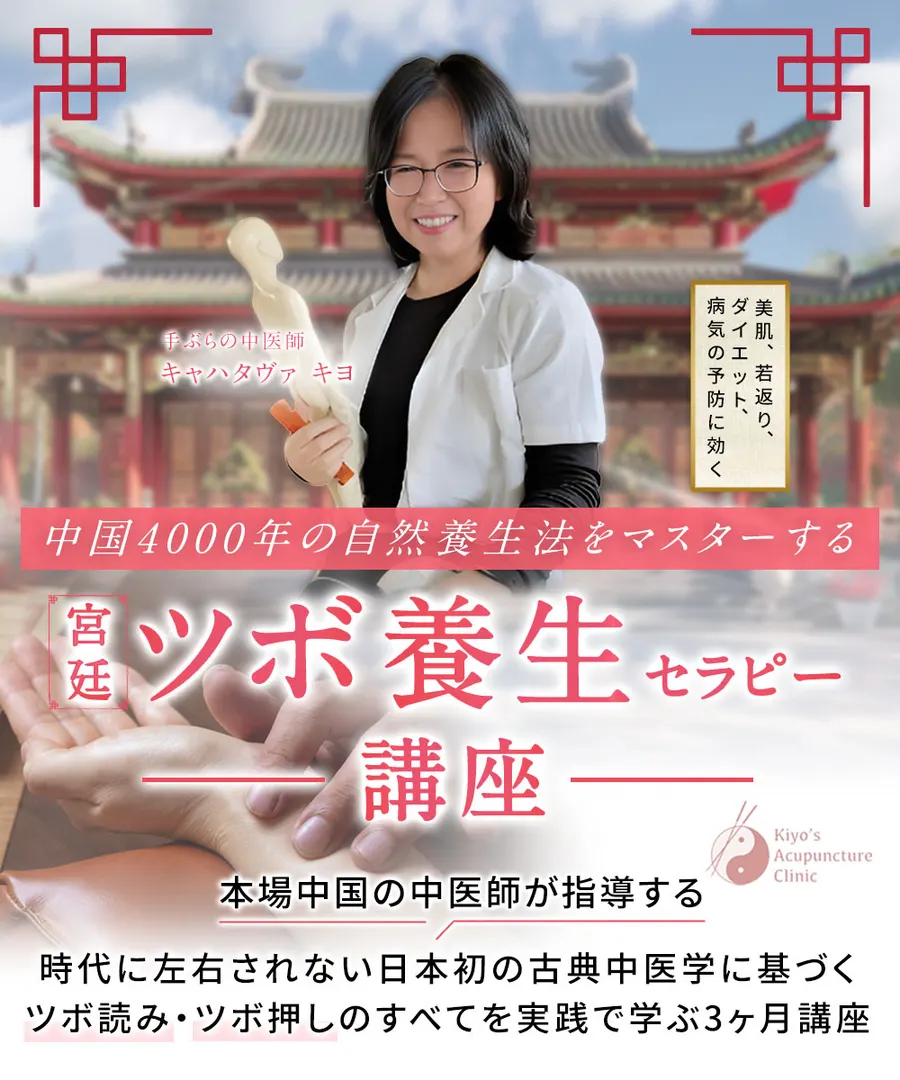 手ぶらの中医師
キャハタヴァ キヨ
美肌、若返り、
ダイエット、
病気の予防に効く
中国4000年の自然養生法をマスターする
宮廷
ツボ養生セラピー
講座
Kiyo's
Acupuncture
Clinic
本場中国の中医師が指導する
時代に左右されない日本初の古典中医学に基づく
ツボ読み・ツボ押しのすべてを実践で学ぶ3ヶ月講座